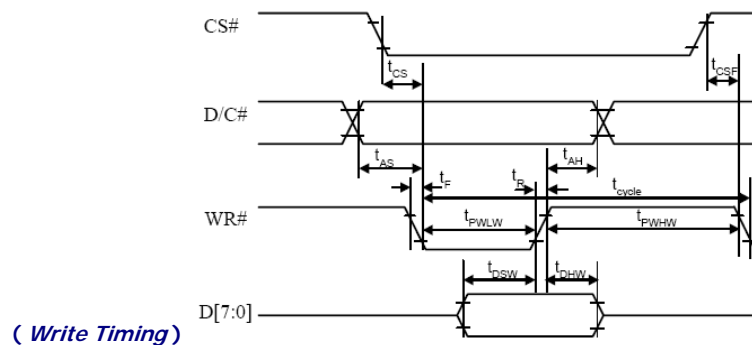 CS#
t_CS
t_CSF
D/C#
t_AS
t_AH
t_F
t_R
t_cycle
WR#
t_PWLW
t_PWHW
t_DSW
t_DHW
D[7:0]
( Write Timing )